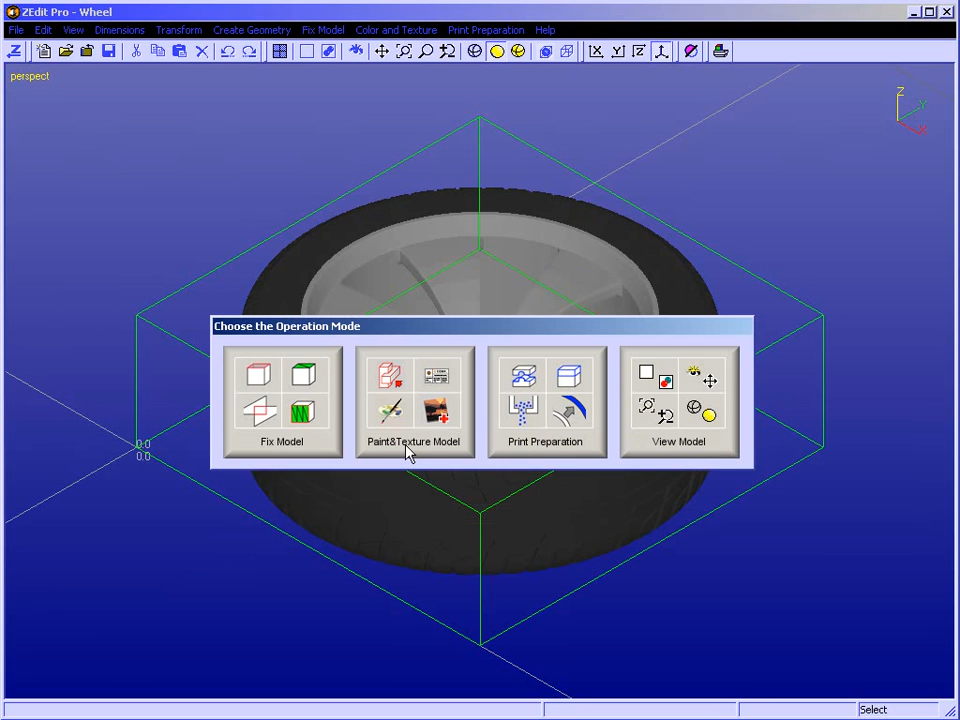 ZEdit Pro - Wheel
File Edit View Dimensions Transform Create Geometry Fix Model Color and Texture Print Preparation Help
perspect
Z
Y
X
Choose the Operation Mode
Fix Model
Paint&Texture Model
Print Preparation
View Model
0.0
0.0
Select